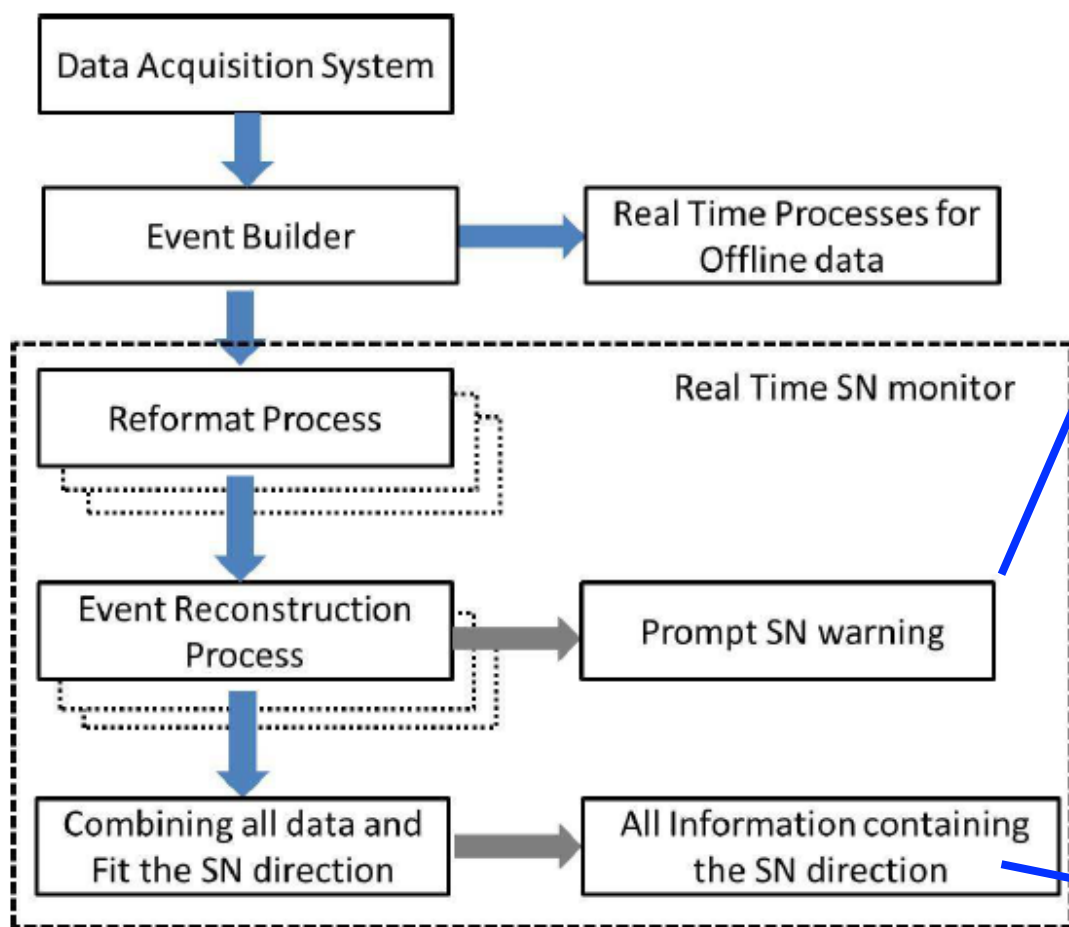 Data Acquisition System
Event Builder
Real Time Processes for
Offline data
Real Time SN monitor
Reformat Process
Event Reconstruction
Process
Prompt SN warning
Combining all data and
Fit the SN direction
All Information containing
the SN direction